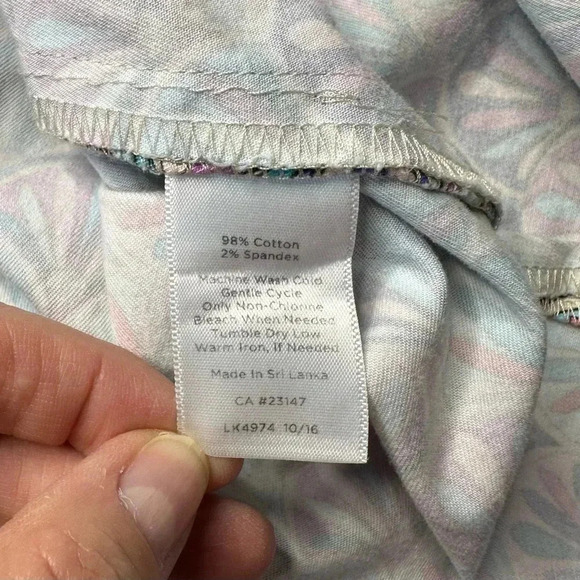 98% Cotton
2% Spandex
Machine Wash Cold
Gentle Cycle
Only Non-Chlorine
Bleach When Needed
Tumble Dry Low
Warm Iron, If Needed
Made In Sri Lanka
CA #23147
LK4974 10/16